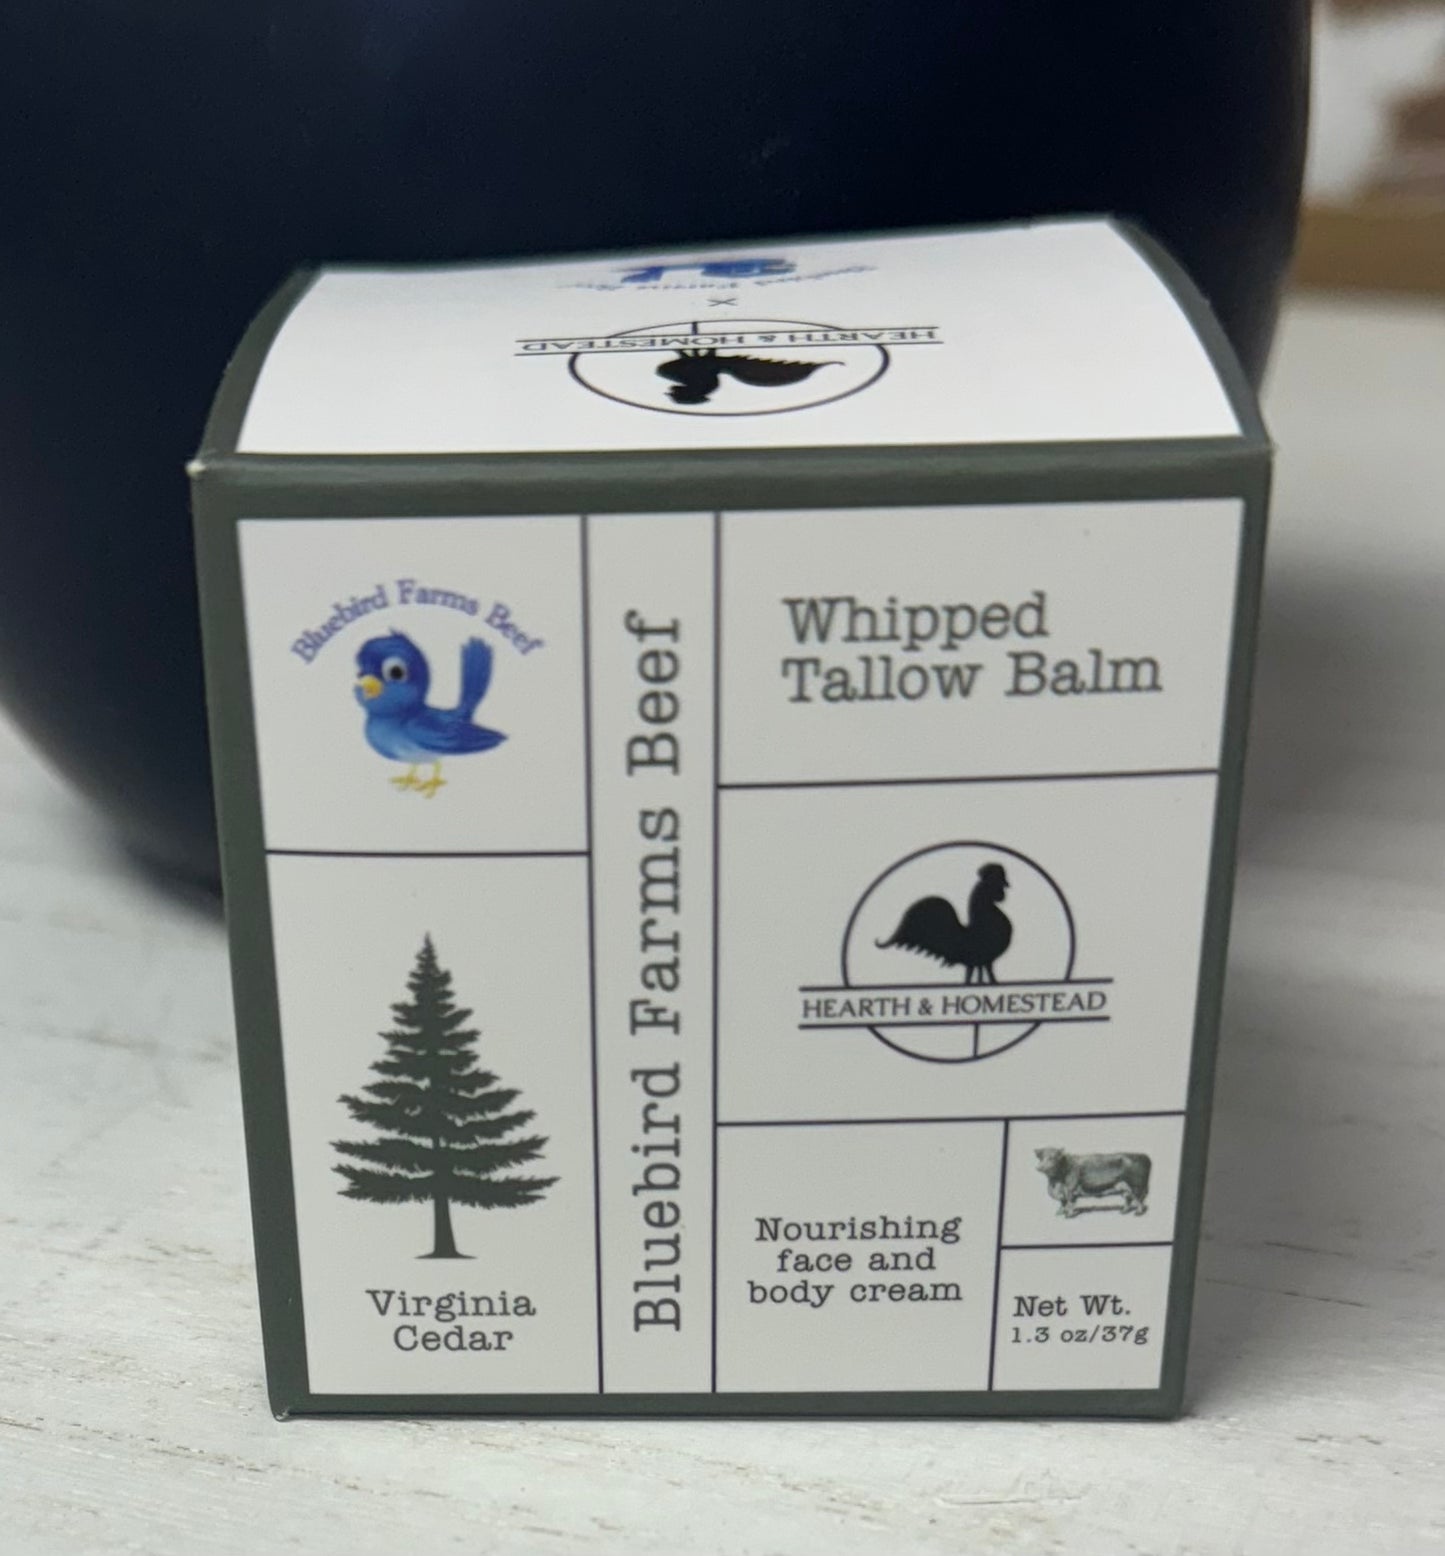 x
HEARTH & HOMESTEAD
Bluebird Farms Beef
Virginia
Cedar
Bluebird Farms Beef
Whipped
Tallow Balm
HEARTH & HOMESTEAD
Nourishing
face and
body cream
Net Wt.
1.3 oz/37g